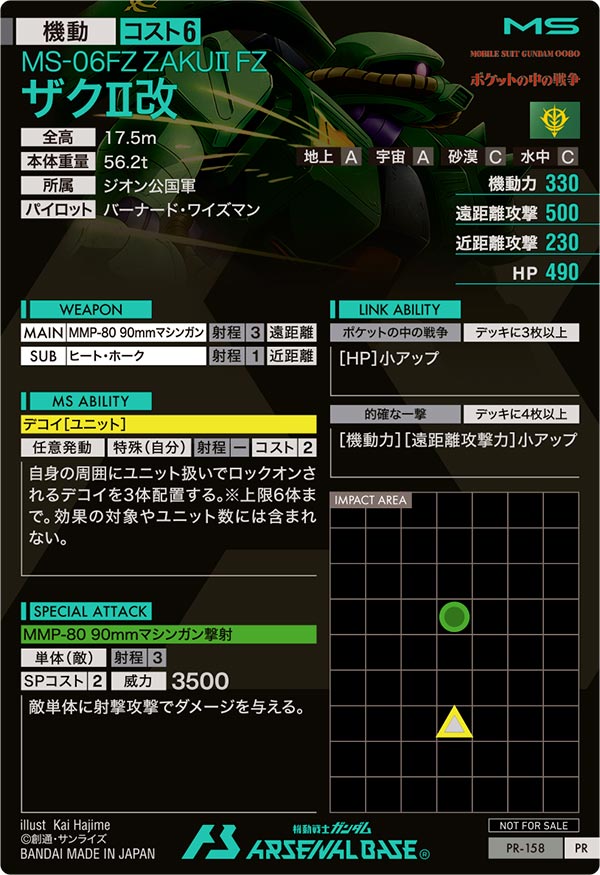 機動 コスト6
MS
MS-06FZ ZAKUⅡ FZ
ザクⅡ改
MOBILE SUIT GUNDAM 0080
ポケットの中の戦争
全高 17.5m
本体重量 56.2t
所属 ジオン公国軍
パイロット バーナード・ワイズマン
地上 A 宇宙 A 砂漠 C 水中 C
機動力 330
遠距離攻撃 500
近距離攻撃 230
HP 490
WEAPON
MAIN MMP-80 90mmマシンガン 射程 3 遠距離
SUB ヒート・ホーク 射程 1 近距離
MS ABILITY
デコイ[ユニット]
任意発動 特殊(自分) 射程 ー コスト 2
自身の周囲にユニット扱いでロックオンさ
れるデコイを3体配置する。※上限6体ま
で。効果の対象やユニット数には含まれ
ない。
SPECIAL ATTACK
MMP-80 90mmマシンガン撃射
単体(敵) 射程 3
SPコスト 2 威力 3500
敵単体に射撃攻撃でダメージを与える。
LINK ABILITY
ポケットの中の戦争 デッキに3枚以上
[HP]小アップ
的確な一撃 デッキに4枚以上
[機動力][遠距離攻撃力]小アップ
IMPACT AREA
illust Kai Hajime
©創通・サンライズ
BANDAI MADE IN JAPAN
機動戦士ガンダム
AB ARSENAL BASE®
NOT FOR SALE
PR-158 PR